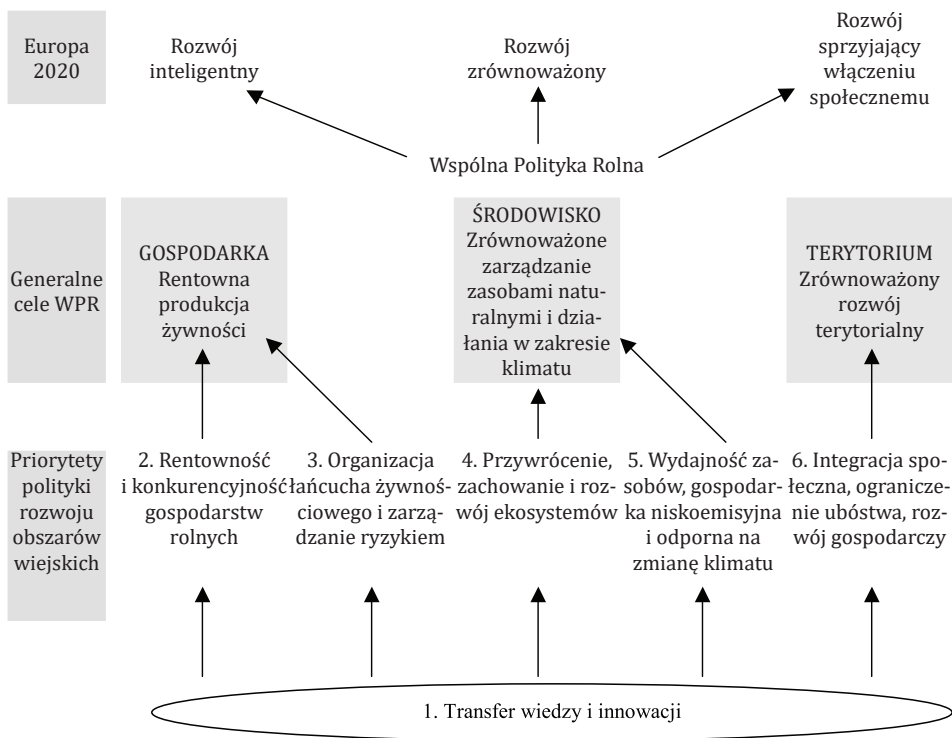 Europa
2020
Rozwój
inteligentny
Rozwój
zrównoważony
Rozwój
sprzyjający
włączeniu
społecznemu
Wspólna Polityka Rolna
Generalne
cele WPR
GOSPODARKA
Rentowna
produkcja
żywności
ŚRODOWISKO
Zrównoważone
zarządzanie
zasobami natu-
ralnymi i dzia-
łania w zakresie
klimatu
TERYTORIUM
Zrównoważony
rozwój
terytorialny
Priorytety
polityki
rozwoju
obszarów
wiejskich
2. Rentowność
i konkurencyjność
gospodarstw
rolnych
3. Organizacja
łańcucha żywnoś-
ciowego i zarzą-
dzanie ryzykiem
4. Przywrócenie,
zachowanie i roz-
wój ekosystemów
5. Wydajność za-
sobów, gospodar-
ka niskoemisyjna
i odporna na
zmianę klimatu
6. Integracja spo-
łeczna, ogranicze-
nie ubóstwa, roz-
wój gospodarczy
1. Transfer wiedzy i innowacji